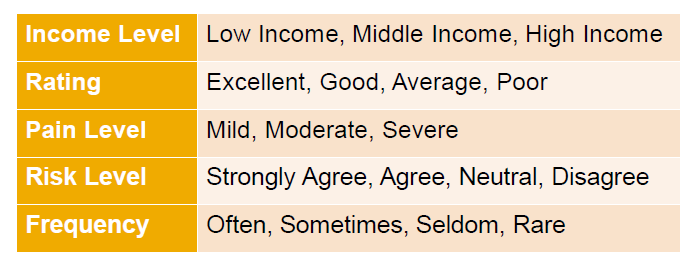 Income Level Low Income, Middle Income, High Income
Rating Excellent, Good, Average, Poor
Pain Level Mild, Moderate, Severe
Risk Level Strongly Agree, Agree, Neutral, Disagree
Frequency Often, Sometimes, Seldom, Rare